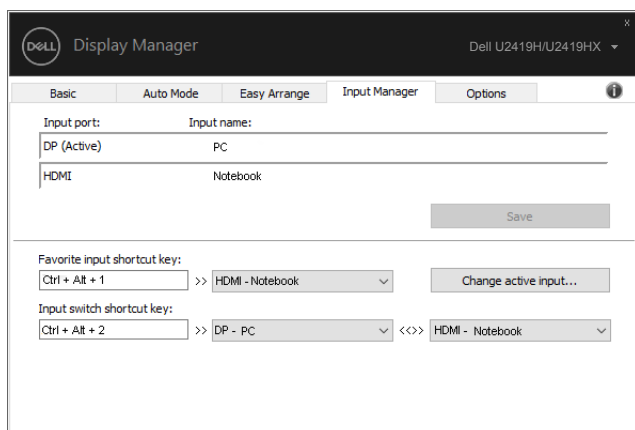 x
DELL Display Manager Dell U2419H/U2419HX
Basic Auto Mode Easy Arrange Input Manager Options i
Input port: Input name:
DP (Active) PC
HDMI Notebook
Save
Favorite input shortcut key:
Ctrl + Alt + 1 >> HDMI - Notebook Change active input...
Input switch shortcut key:
Ctrl + Alt + 2 >> DP - PC <<>> HDMI - Notebook